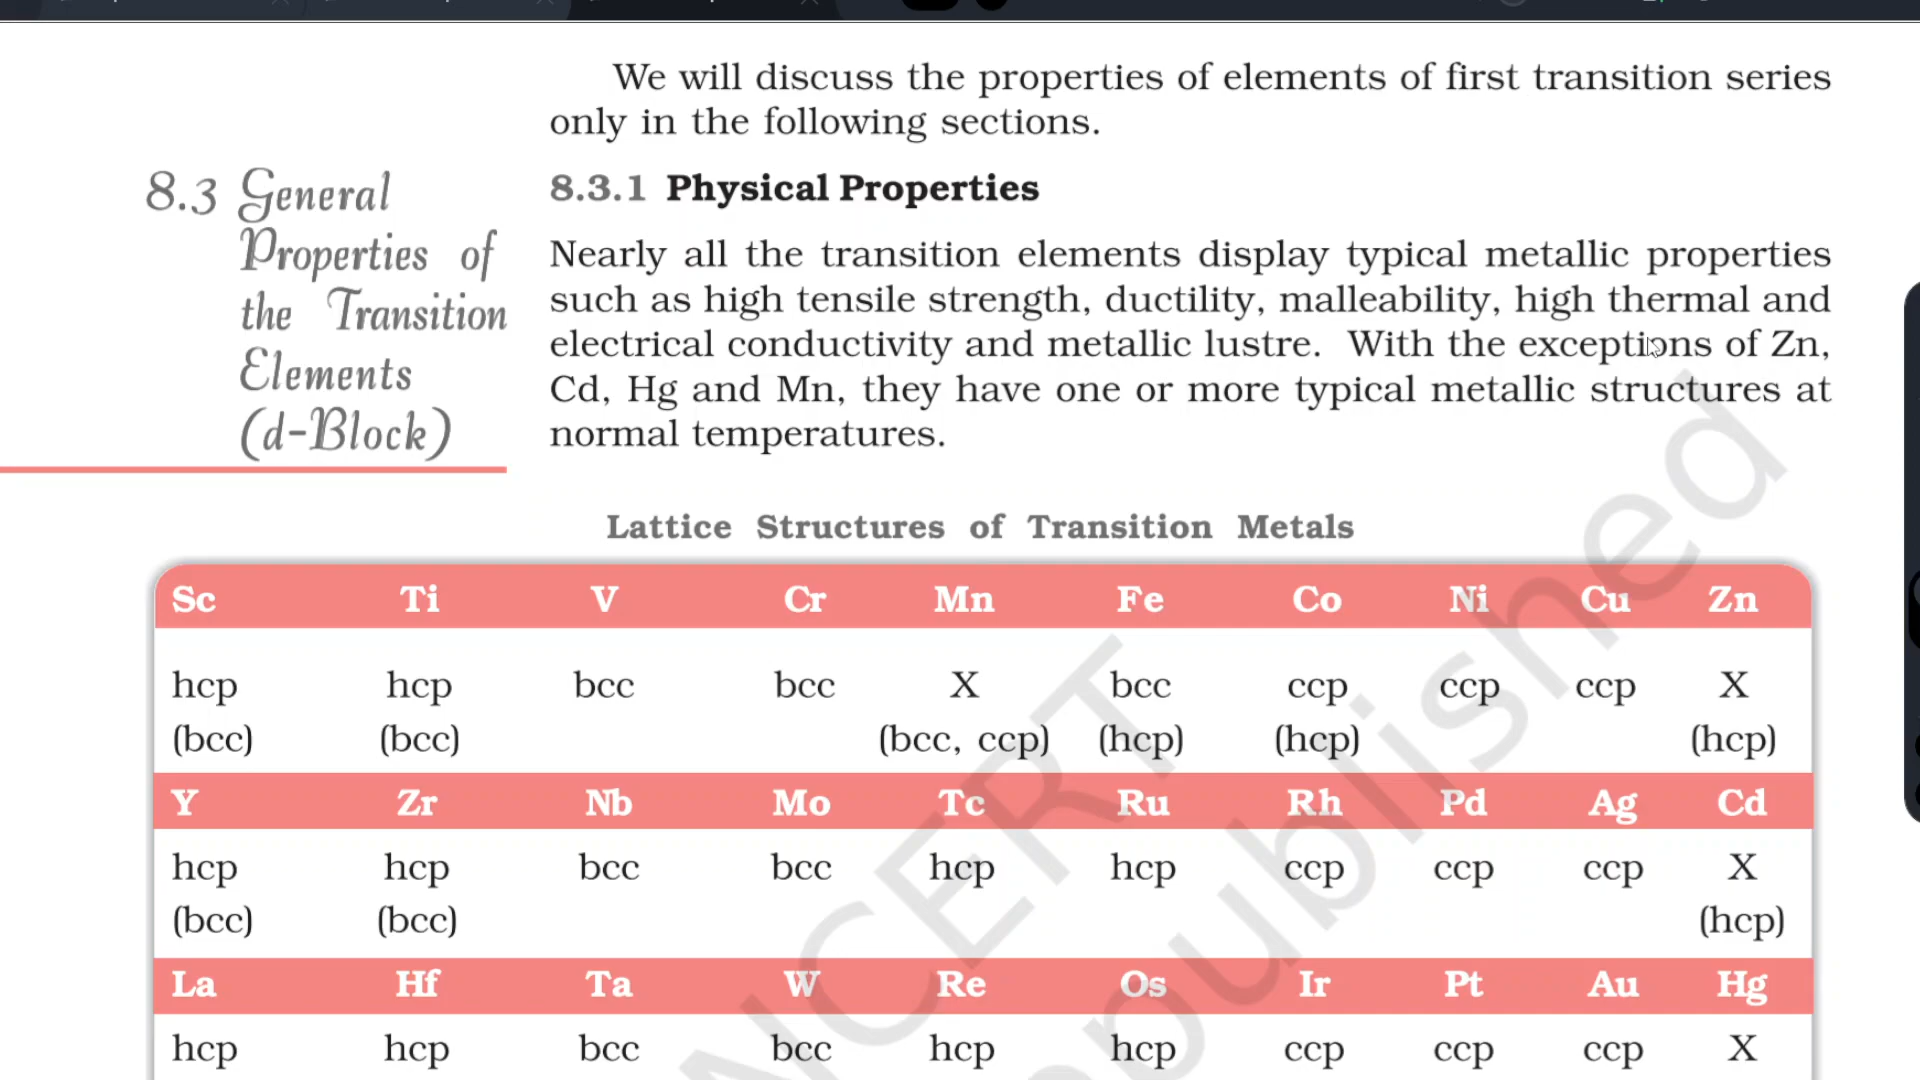 We will discuss the properties of elements of first transition series
only in the following sections.
8.3 General
Properties of
the Transition
Elements
(d-Block)
8.3.1 Physical Properties
Nearly all the transition elements display typical metallic properties
such as high tensile strength, ductility, malleability, high thermal and
electrical conductivity and metallic lustre. With the exceptions of Zn,
Cd, Hg and Mn, they have one or more typical metallic structures at
normal temperatures.
Lattice Structures of Transition Metals
Sc Ti V Cr Mn Fe Co Ni Cu Zn
hcp hcp bcc bcc X bcc ccp ccp ccp X
(bcc) (bcc) (bcc, ccp) (hcp) (hcp) (hcp)
Y Zr Nb Mo Tc Ru Rh Pd Ag Cd
hcp hcp bcc bcc hcp hcp ccp ccp ccp X
(bcc) (bcc) (hcp)
La Hf Ta W Re Os Ir Pt Au Hg
hcp hcp bcc bcc hcp hcp ccp ccp ccp X
NCERT
published